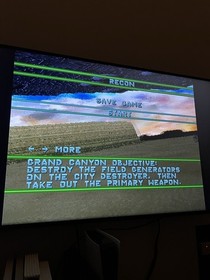 RECON
SAVE GAME
START
← → MORE
GRAND CANYON OBJECTIVE:
DESTROY THE FIELD GENERATORS
ON THE CITY DESTROYER. THEN
TAKE OUT THE PRIMARY WEAPON.